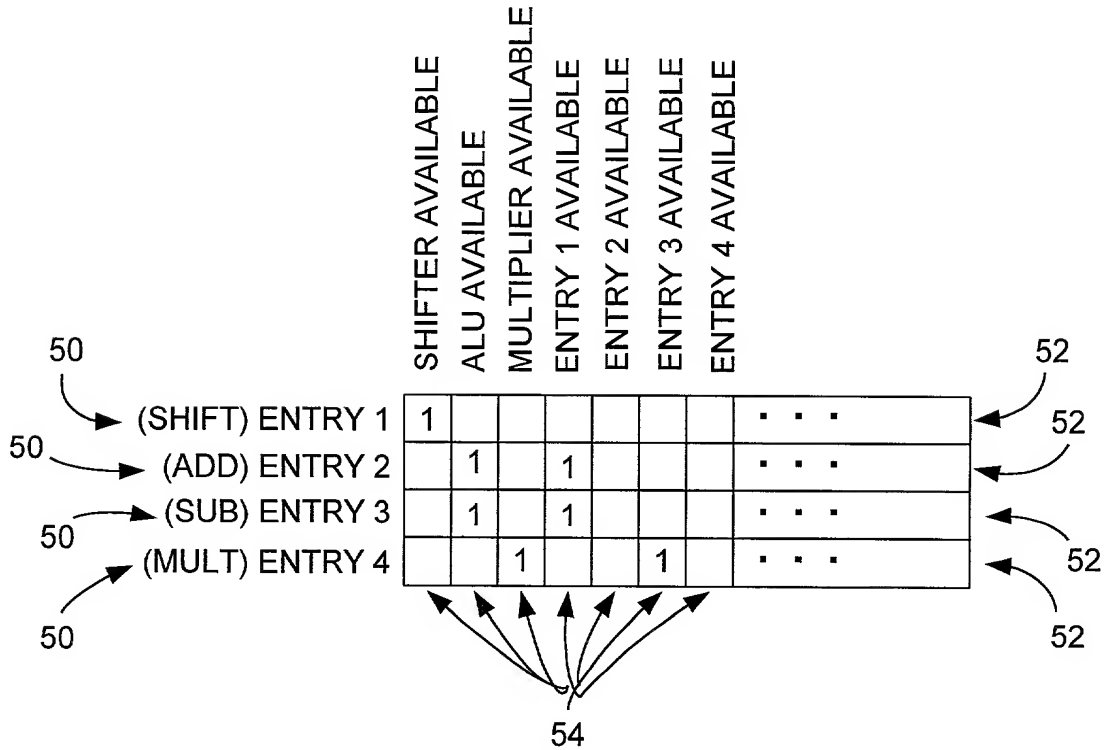 SHIFTER AVAILABLE
ALU AVAILABLE
MULTIPLIER AVAILABLE
ENTRY 1 AVAILABLE
ENTRY 2 AVAILABLE
ENTRY 3 AVAILABLE
ENTRY 4 AVAILABLE
50
52
(SHIFT) ENTRY 1 1 . . .
50
52
(ADD) ENTRY 2 1 1 . . .
(SUB) ENTRY 3 1 1 . . .
50
52
(MULT) ENTRY 4 1 1 . . .
50
52
54